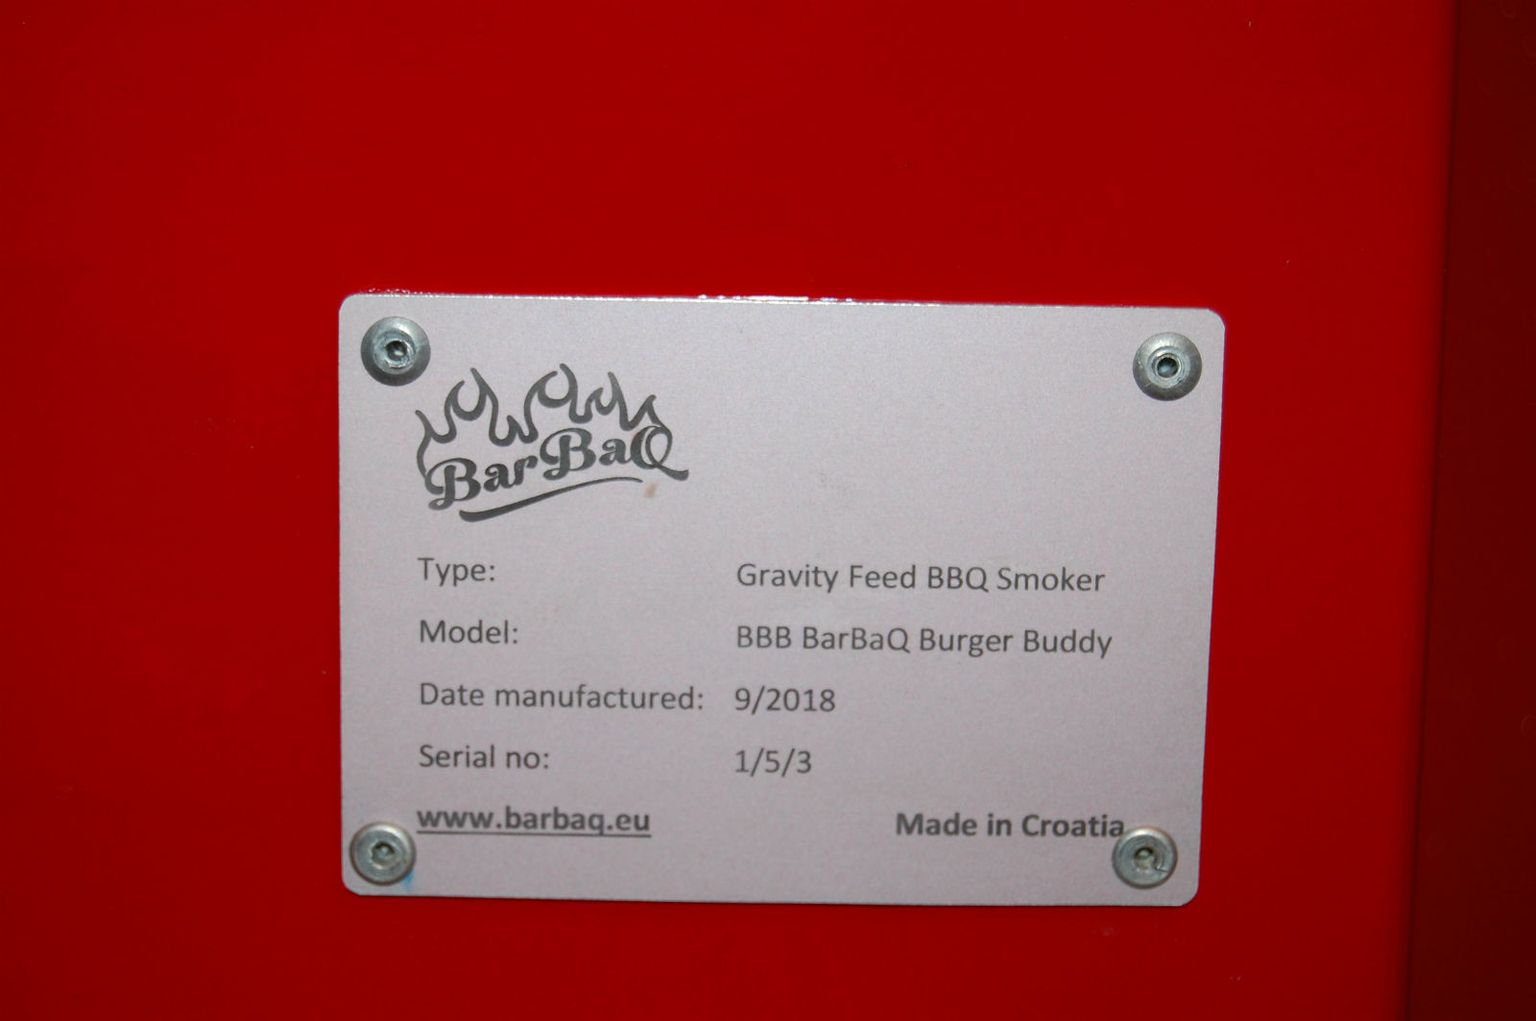 BarBaQ
Type: Gravity Feed BBQ Smoker
Model: BBB BarBaQ Burger Buddy
Date manufactured: 9/2018
Serial no: 1/5/3
www.barbaq.eu Made in Croatia